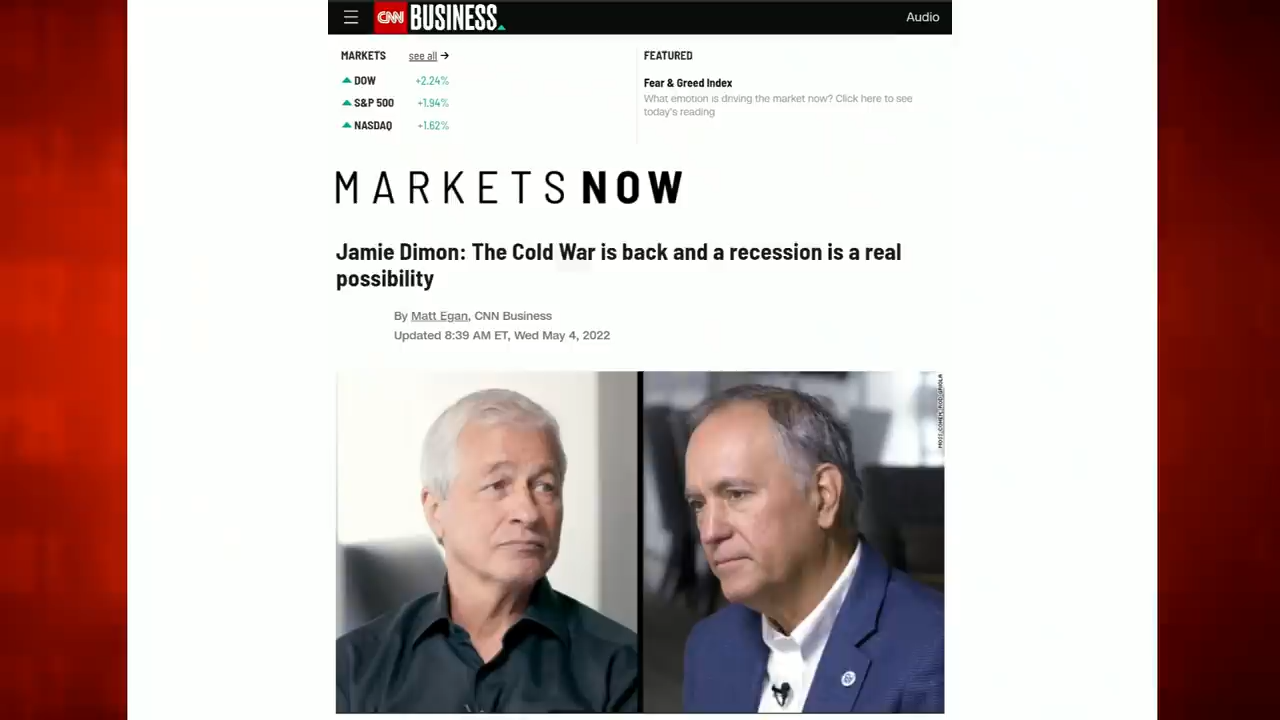 CNN BUSINESS
Audio
MARKETS see all →
DOW +2.24%
S&P 500 +1.94%
NASDAQ +1.62%
FEATURED
Fear & Greed Index
What emotion is driving the market now? Click here to see
today's reading
MARKETS NOW
Jamie Dimon: The Cold War is back and a recession is a real
possibility
By Matt Egan, CNN Business
Updated 8:39 AM ET, Wed May 4, 2022